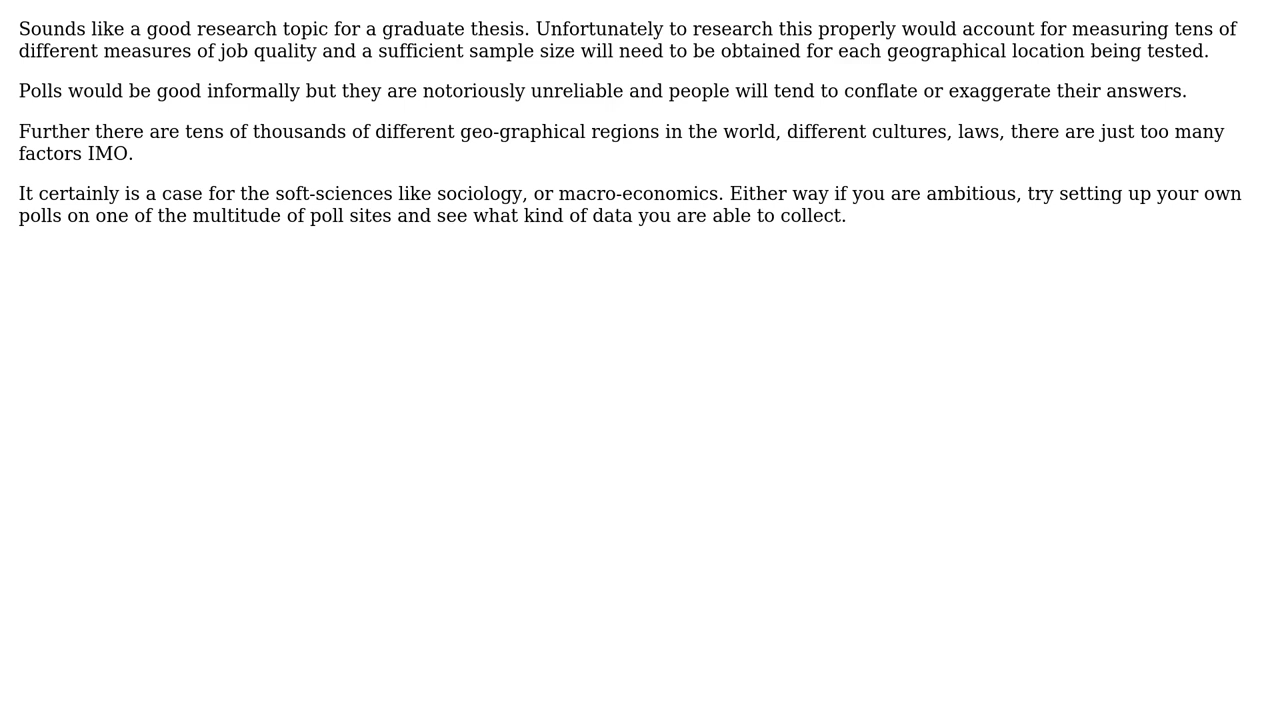 Sounds like a good research topic for a graduate thesis. Unfortunately to research this properly would account for measuring tens of
different measures of job quality and a sufficient sample size will need to be obtained for each geographical location being tested.
Polls would be good informally but they are notoriously unreliable and people will tend to conflate or exaggerate their answers.
Further there are tens of thousands of different geo-graphical regions in the world, different cultures, laws, there are just too many
factors IMO.
It certainly is a case for the soft-sciences like sociology, or macro-economics. Either way if you are ambitious, try setting up your own
polls on one of the multitude of poll sites and see what kind of data you are able to collect.